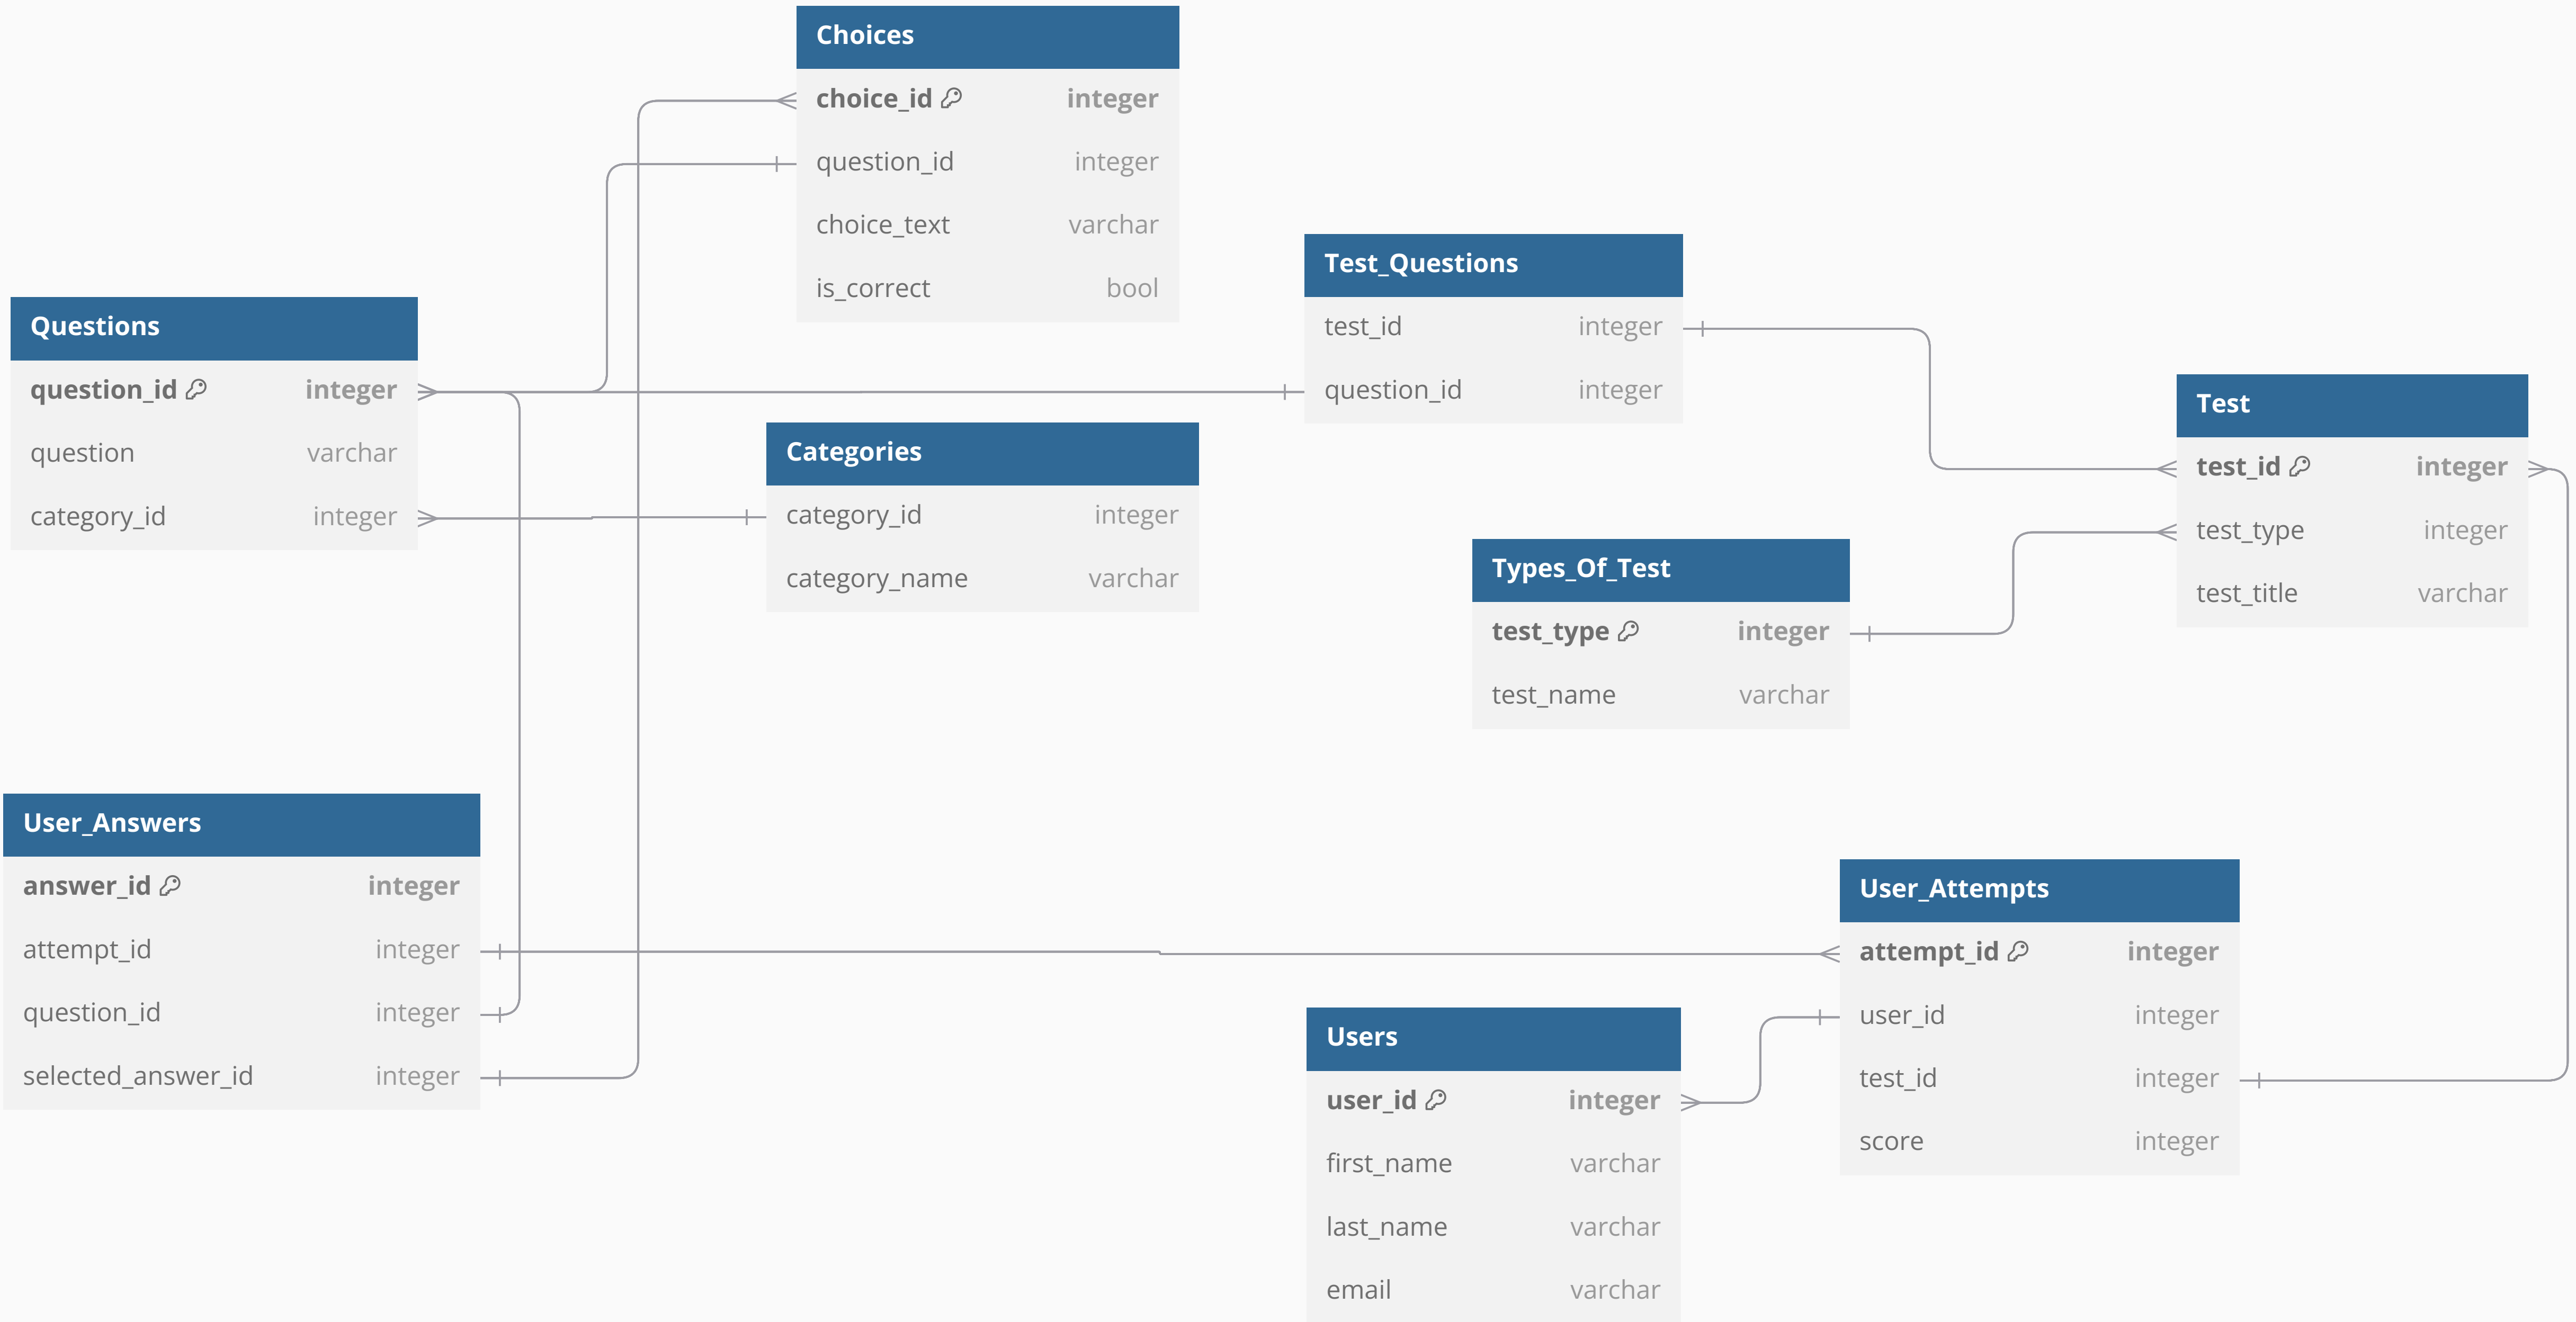 Choices
choice_id integer
question_id integer
choice_text varchar
is_correct bool
Test_Questions
test_id integer
question_id integer
Questions
question_id integer
question varchar
category_id integer
Test
test_id integer
test_type integer
test_title varchar
Categories
category_id integer
category_name varchar
Types_Of_Test
test_type integer
test_name varchar
User_Answers
answer_id integer
attempt_id integer
question_id integer
selected_answer_id integer
User_Attempts
attempt_id integer
user_id integer
test_id integer
score integer
Users
user_id integer
first_name varchar
last_name varchar
email varchar